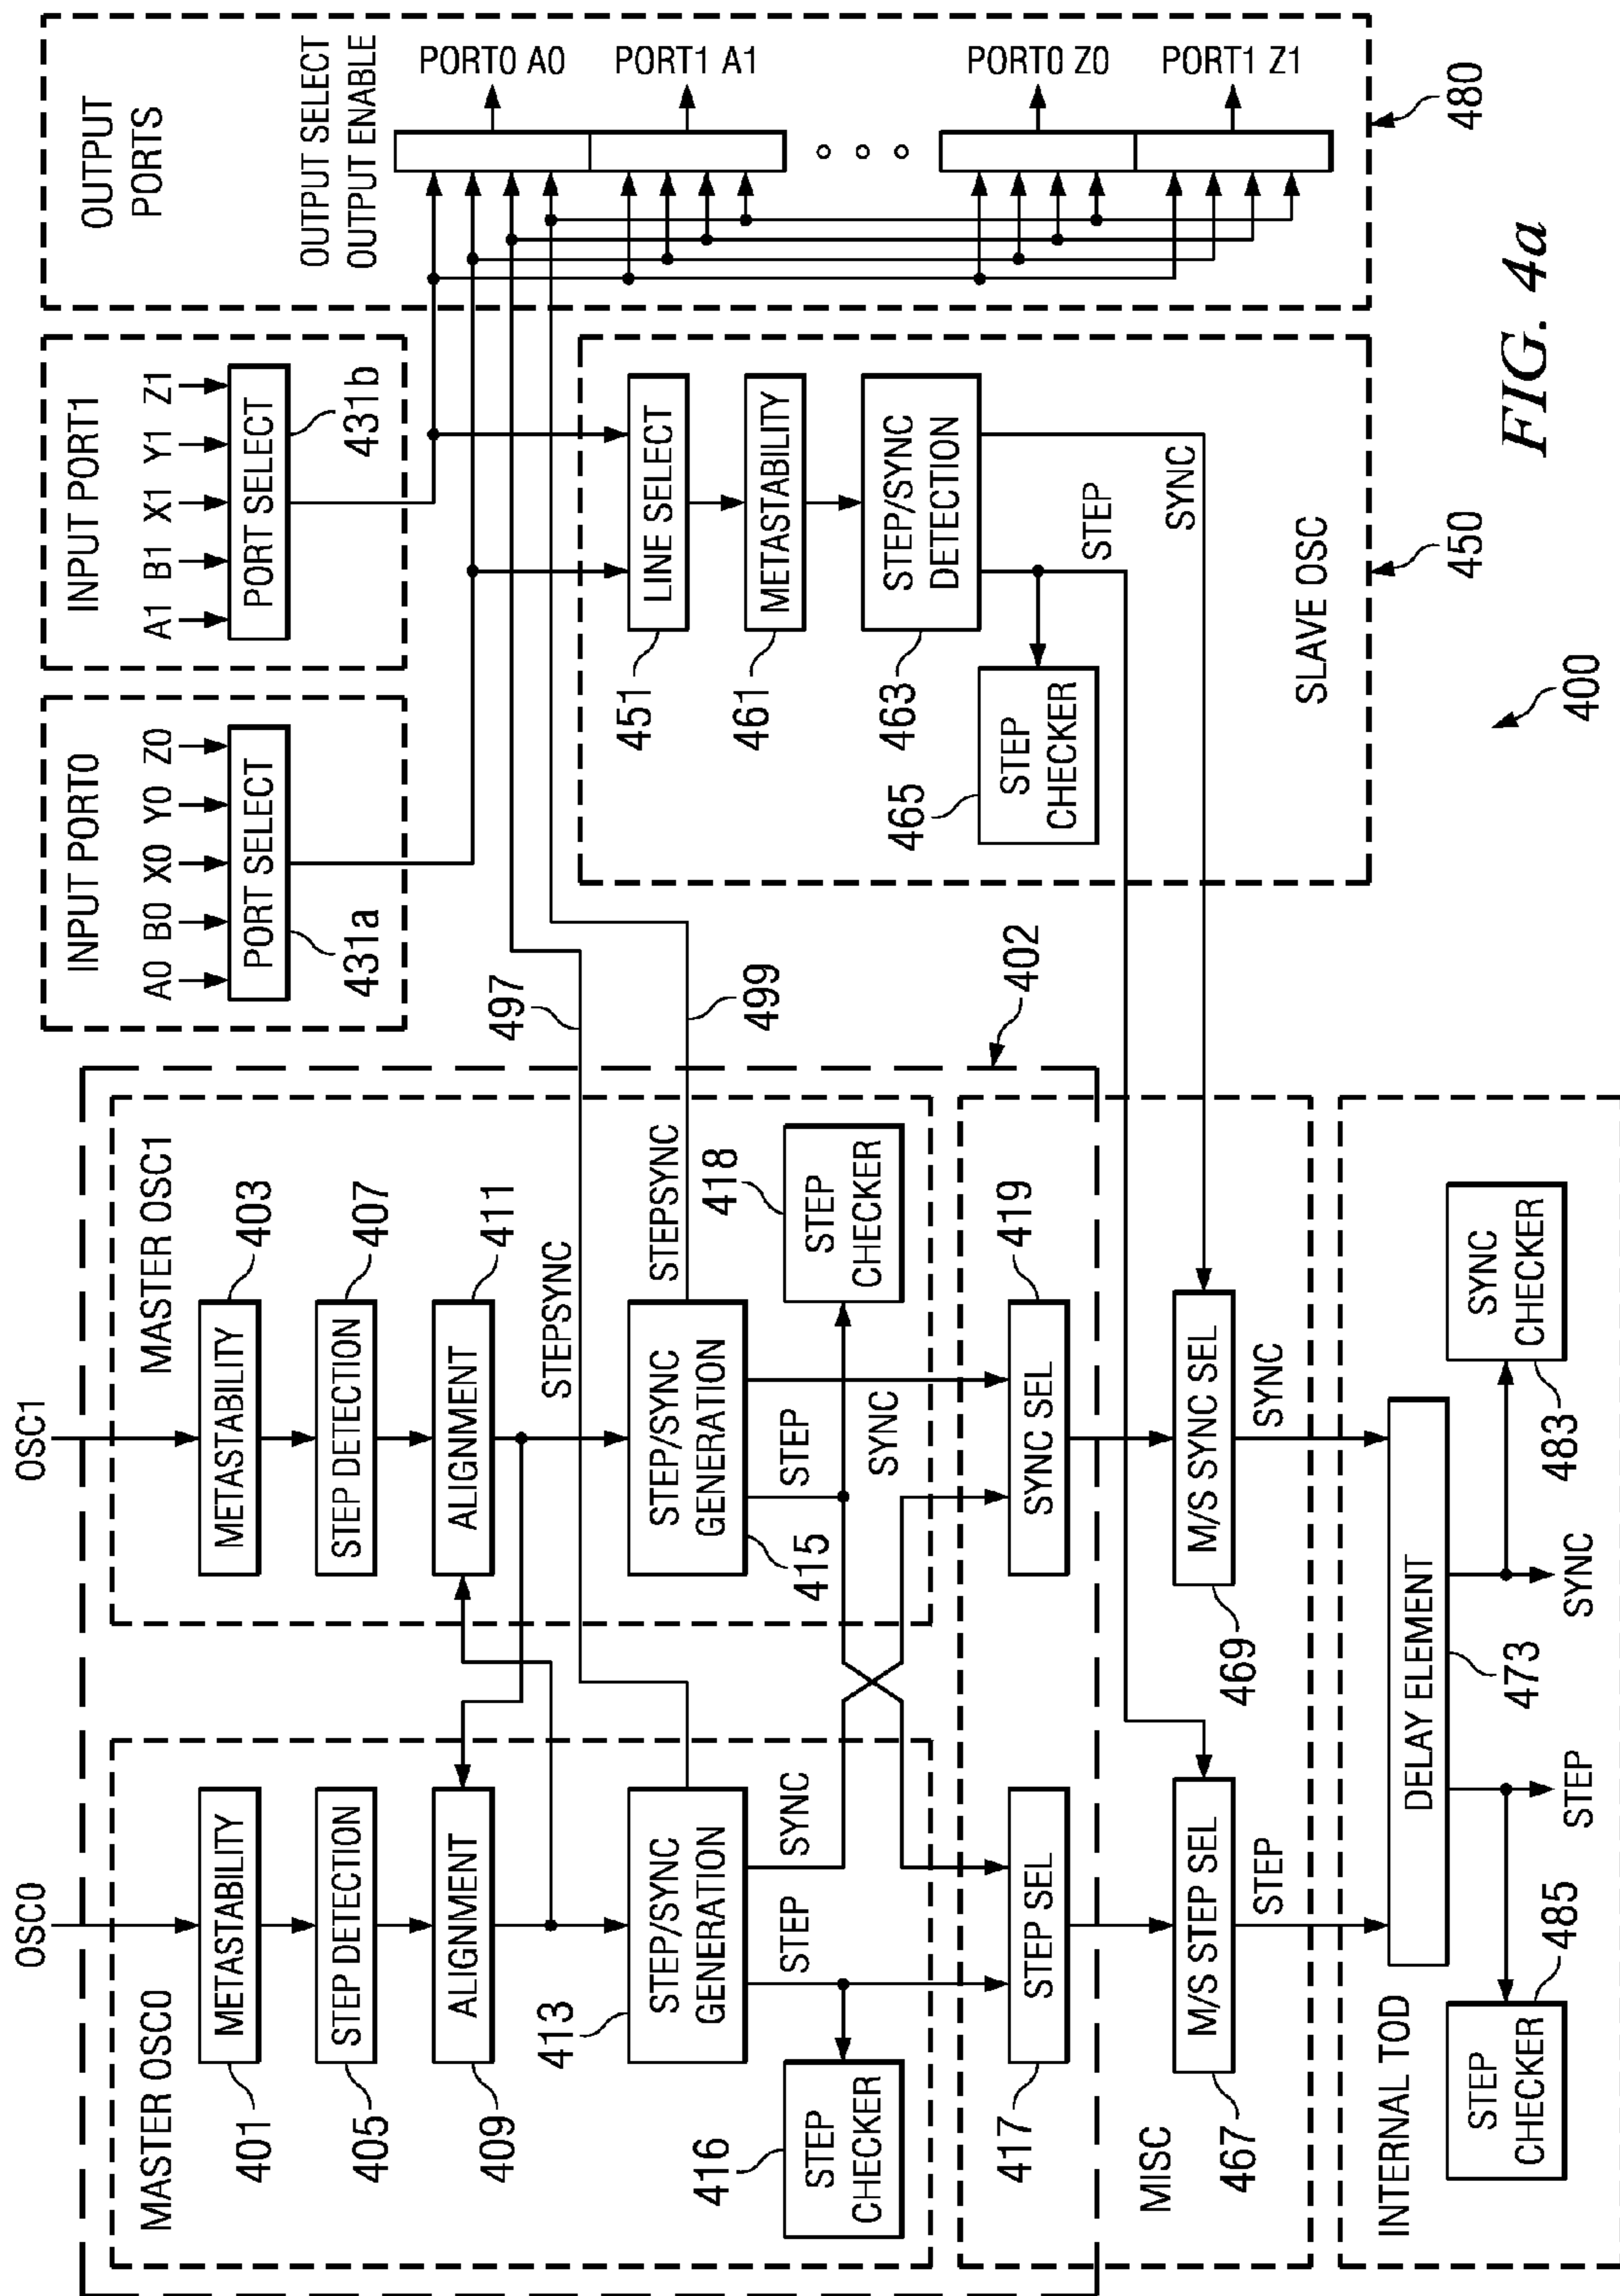 OSC0
OSC1
MASTER OSC0
METASTABILITY
401
STEP DETECTION
405
ALIGNMENT
409
413
STEP/SYNC
GENERATION
STEP
SYNC
416
STEP
CHECKER
MASTER OSC1
METASTABILITY
403
STEP DETECTION
407
ALIGNMENT
411
STEPSYNC
STEP/SYNC
GENERATION
STEPSYNC
415
STEP
SYNC
418
STEP
CHECKER
402
497
499
417
STEP SEL
SYNC SEL
419
MISC
467
M/S STEP SEL
STEP
469
M/S SYNC SEL
SYNC
INTERNAL TOD
DELAY ELEMENT
473
STEP
CHECKER
485
STEP
SYNC
483
SYNC
CHECKER
INPUT PORT0
A0 B0 X0 Y0 Z0
PORT SELECT
431a
INPUT PORT1
A1 B1 X1 Y1 Z1
PORT SELECT
431b
451
LINE SELECT
461
METASTABILITY
463
STEP/SYNC
DETECTION
465
STEP
CHECKER
STEP
SYNC
SLAVE OSC
450
OUTPUT
PORTS
OUTPUT SELECT
OUTPUT ENABLE
PORT0 A0
PORT1 A1
PORT0 Z0
PORT1 Z1
480
400
FIG. 4a